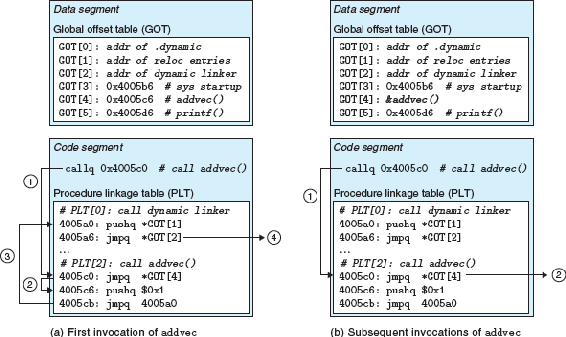 Data segment
Global offset table (GOT)
GOT[0]: addr of .dynamic
GOT[1]: addr of reloc entries
GOT[2]: addr of dynamic linker
GOT[3]: 0x4005b6 # sys startup
GOT[4]: 0x4005c6 # addvec()
GOT[5]: 0x4005d6 # printf()
Code segment
callq 0x4005c0 # call addvec()
1
Procedure linkage table (PLT)
# PLT[0]: call dynamic linker
4005a0: pushq *GOT[1]
4005a6: jmpq *GOT[2]
4
...
3
# PLT[2]: call addvec()
4005c0: jmpq *GOT[4]
2
4005c6: pushq $0x1
4005cb: jmpq 4005a0
(a) First invocation of addvec
Data segment
Global offset table (GOT)
GOT[0]: addr of .dynamic
GOT[1]: addr of reloc entries
GOT[2]: addr of dynamic linker
GOT[3]: 0x4005b6 # sys startup
GOT[4]: &addvec()
GOT[5]: 0x4005d6 # printf()
Code segment
callq 0x4005c0 # call addvec()
1
Procedure linkage table (PLT)
# PLT[0]: call dynamic linker
4005a0: pushq *GOT[1]
4005a6: jmpq *GOT[2]
...
# PLT[2]: call addvec()
4005c0: jmpq *GOT[4]
2
4005c6: pushq $0x1
4005cb: jmpq 4005a0
(b) Subsequent invocations of addvec